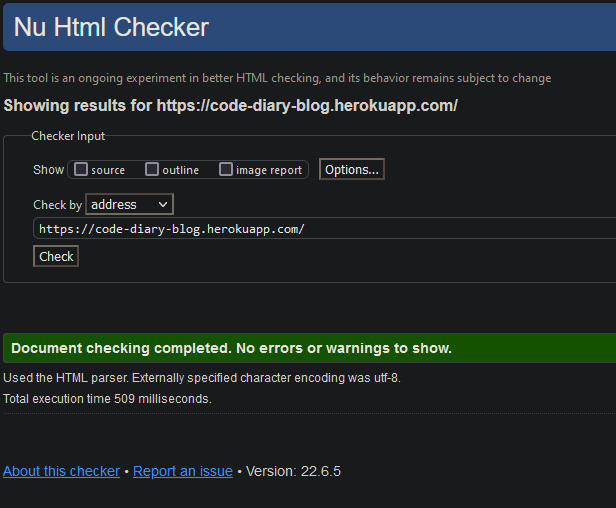 Nu Html Checker
This tool is an ongoing experiment in better HTML checking, and its behavior remains subject to change
Showing results for https://code-diary-blog.herokuapp.com/
Checker Input
Show source outline image report Options...
Check by address
https://code-diary-blog.herokuapp.com/
Check
Document checking completed. No errors or warnings to show.
Used the HTML parser. Externally specified character encoding was utf-8.
Total execution time 509 milliseconds.
About this checker • Report an issue • Version: 22.6.5